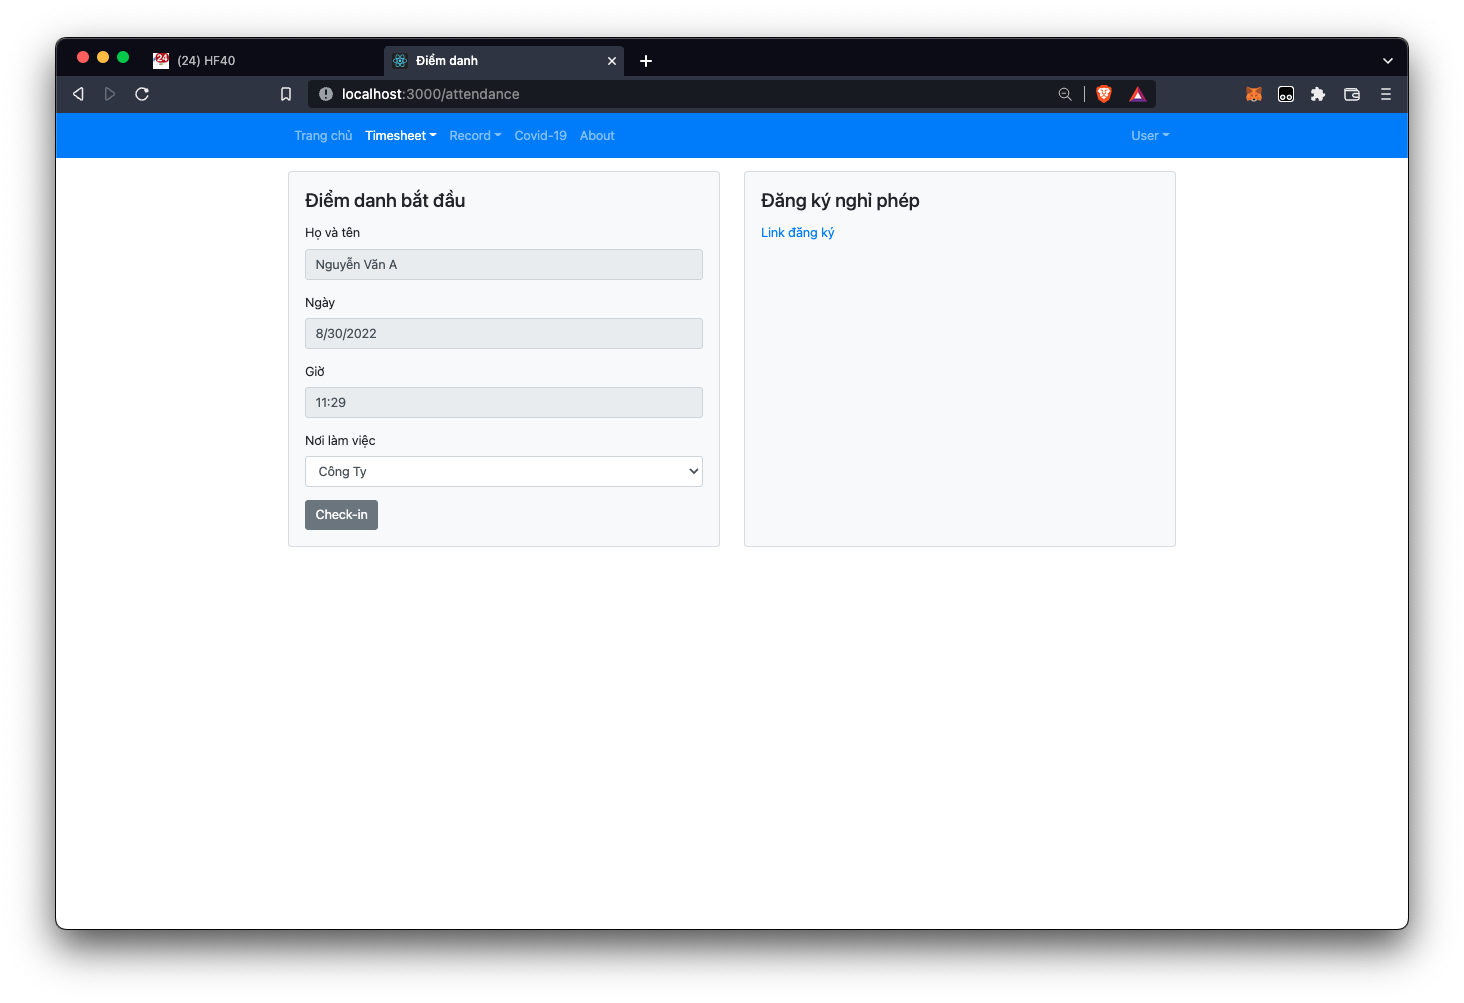 24 (24) HF40 Điểm danh
localhost:3000/attendance
Trang chủ Timesheet Record Covid-19 About User
Điểm danh bắt đầu
Họ và tên
Nguyễn Văn A
Ngày
8/30/2022
Giờ
11:29
Nơi làm việc
Công Ty
Check-in
Đăng ký nghỉ phép
Link đăng ký